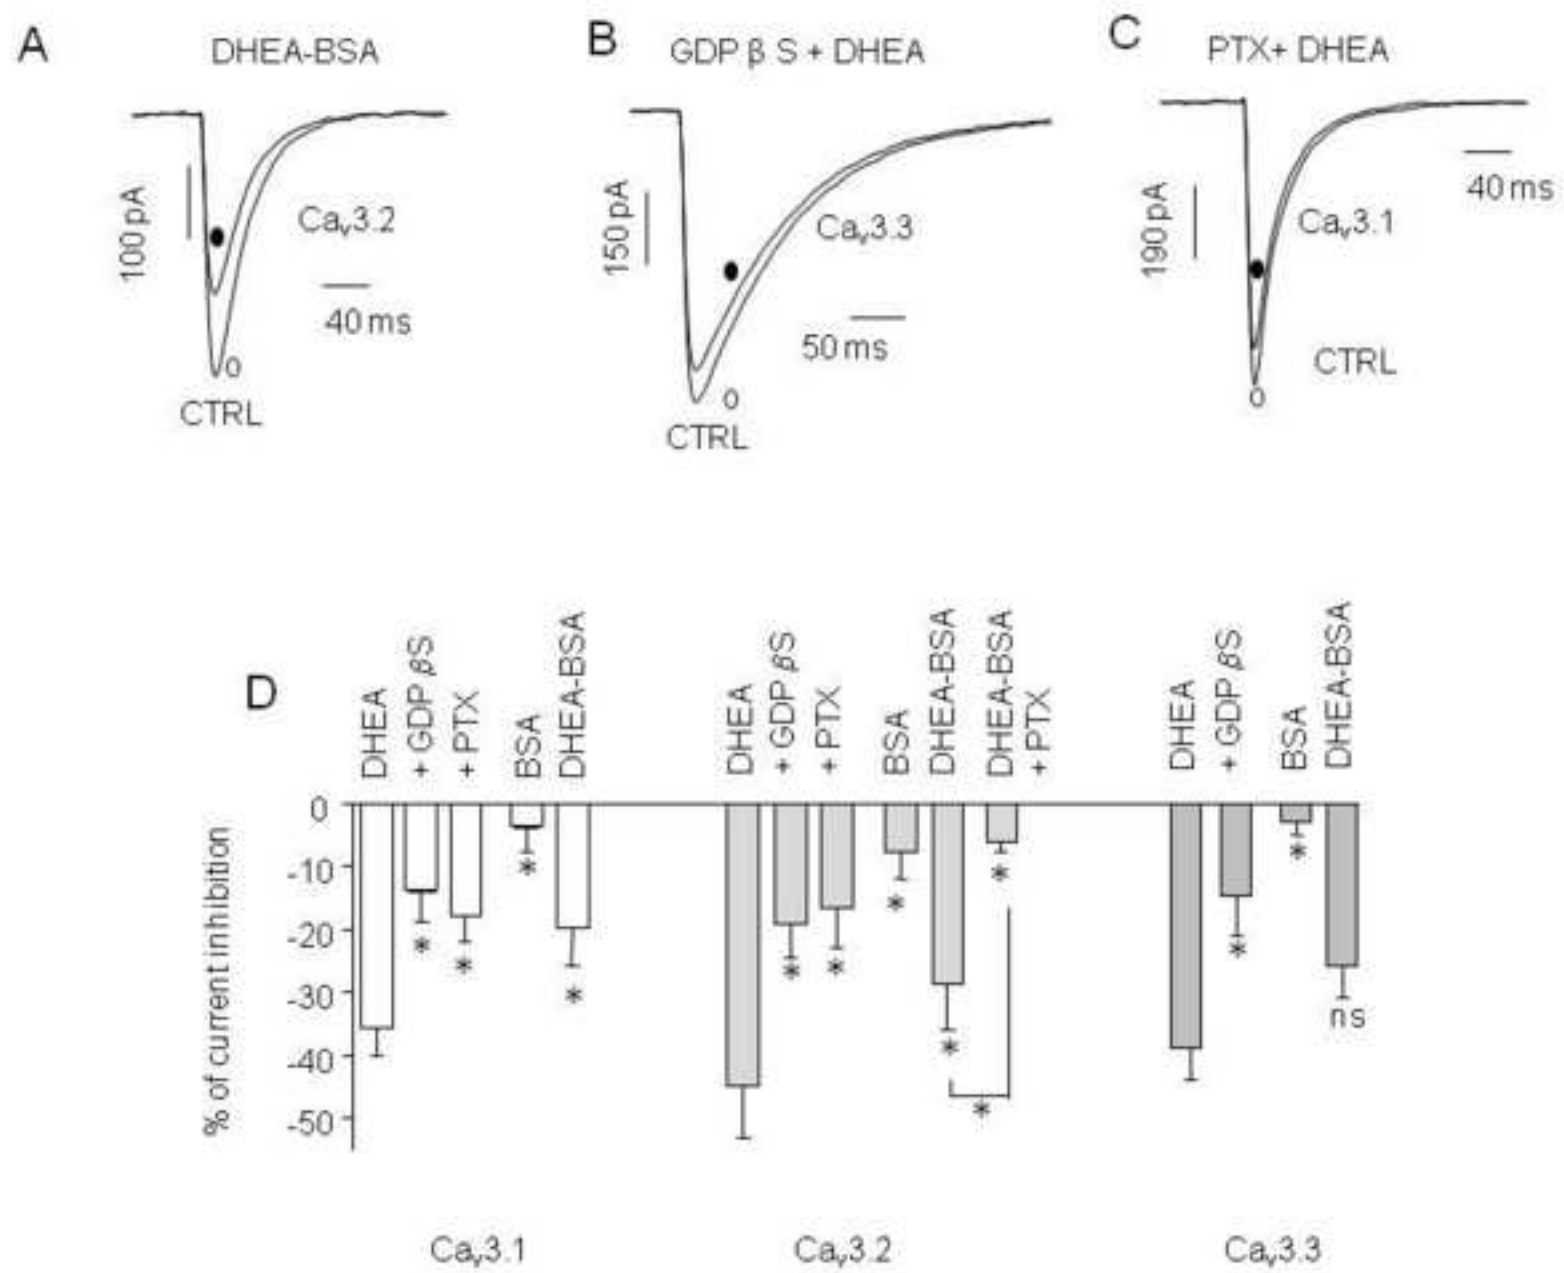 A
DHEA-BSA
100 pA
Cav3.2
40 ms
o
CTRL
B
GDP β S + DHEA
150 pA
Cav3.3
50 ms
o
CTRL
C
PTX+ DHEA
190 pA
Cav3.1
40 ms
CTRL
o
D
DHEA
+ GDP βS
+ PTX
BSA
DHEA-BSA
DHEA
+ GDP βS
+ PTX
BSA
DHEA-BSA
DHEA-BSA
+ PTX
DHEA
+ GDP βS
BSA
DHEA-BSA
% of current inhibition
0
-10
-20
-30
-40
-50
*
*
*
*
*
*
*
*
*
*
*
*
ns
Cav3.1
Cav3.2
Cav3.3